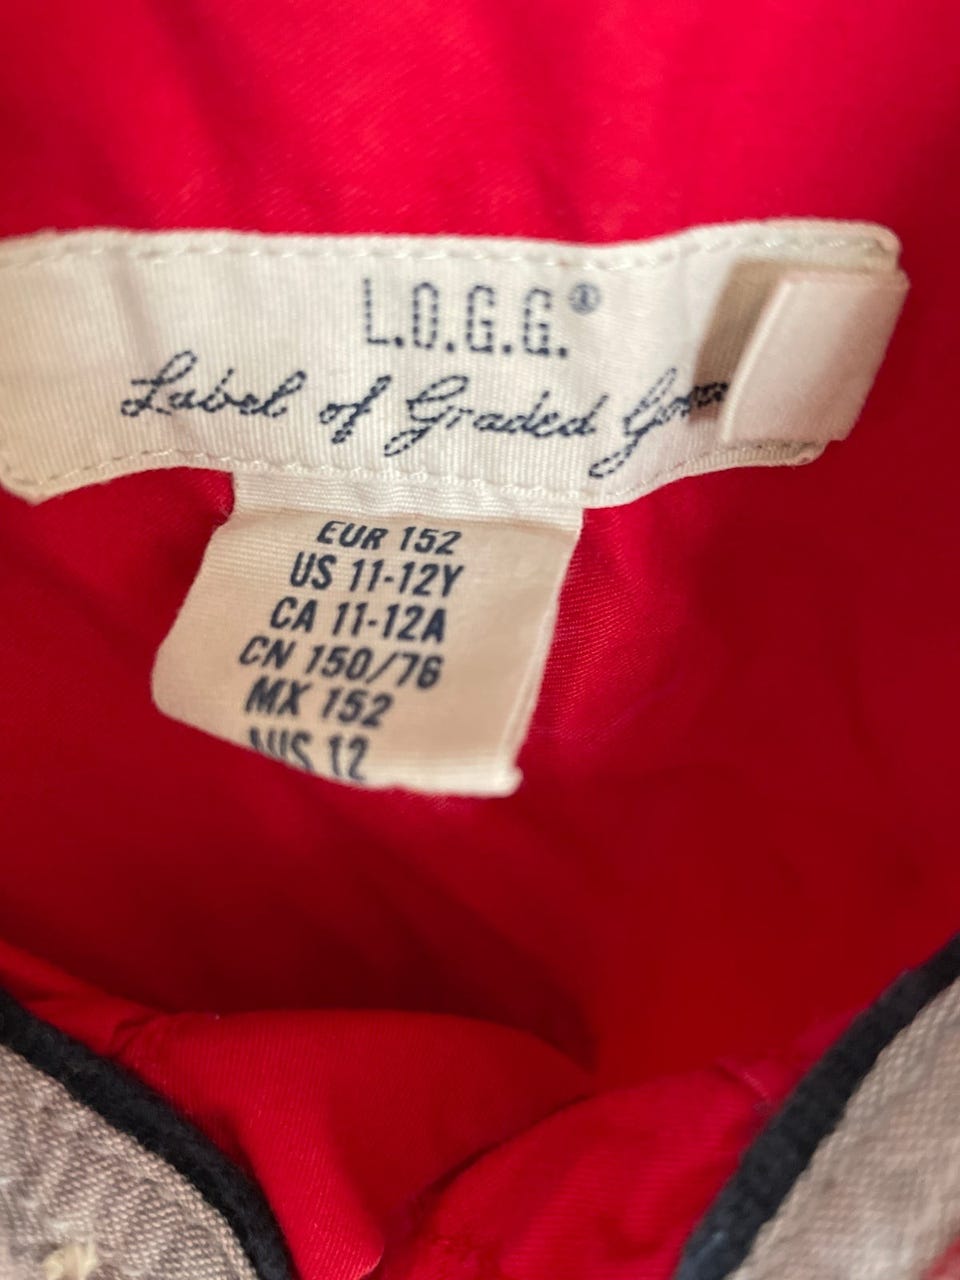 L.O.G.G.®
Label of Graded
EUR 152
US 11-12Y
CA 11-12A
CN 150/76
MX 152
AUS 12